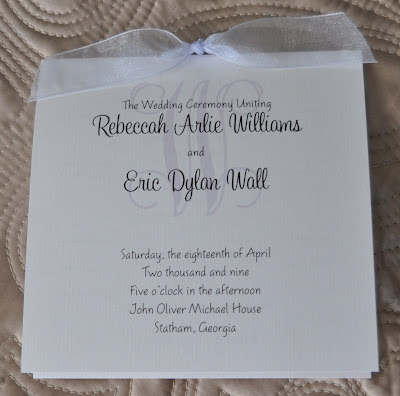 W
The Wedding Ceremony Uniting
Rebeccah Arlie Williams
and
Eric Dylan Wall
Saturday, the eighteenth of April
Two thousand and nine
Five o'clock in the afternoon
John Oliver Michael House
Statham, Georgia